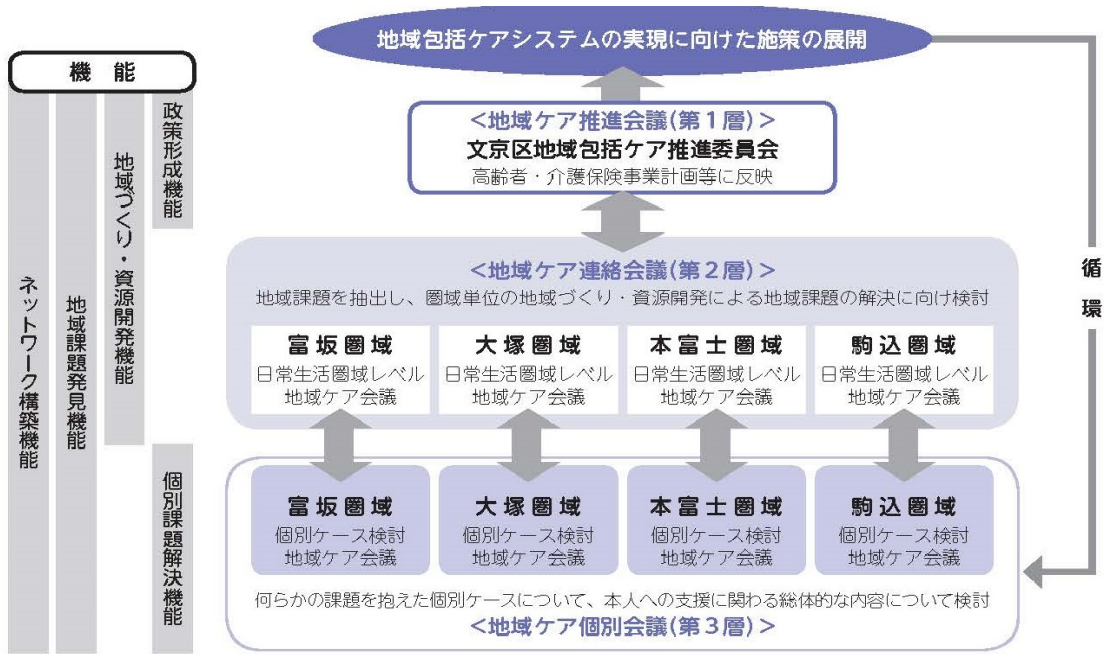 地域包括ケアシステムの実現に向けた施策の展開
機能
政策形成機能
地域づくり・資源開発機能
地域課題発見機能
ネットワーク構築機能
個別課題解決機能
<地域ケア推進会議(第1層)>
文京区地域包括ケア推進委員会
高齢者・介護保険事業計画等に反映
<地域ケア連絡会議(第2層)>
地域課題を抽出し、圏域単位の地域づくり・資源開発による地域課題の解決に向け検討
富坂圏域
日常生活圏域レベル
地域ケア会議
大塚圏域
日常生活圏域レベル
地域ケア会議
本富士圏域
日常生活圏域レベル
地域ケア会議
駒込圏域
日常生活圏域レベル
地域ケア会議
富坂圏域
個別ケース検討
地域ケア会議
大塚圏域
個別ケース検討
地域ケア会議
本富士圏域
個別ケース検討
地域ケア会議
駒込圏域
個別ケース検討
地域ケア会議
何らかの課題を抱えた個別ケースについて、本人への支援に関わる総体的な内容について検討
<地域ケア個別会議(第3層)>
循環